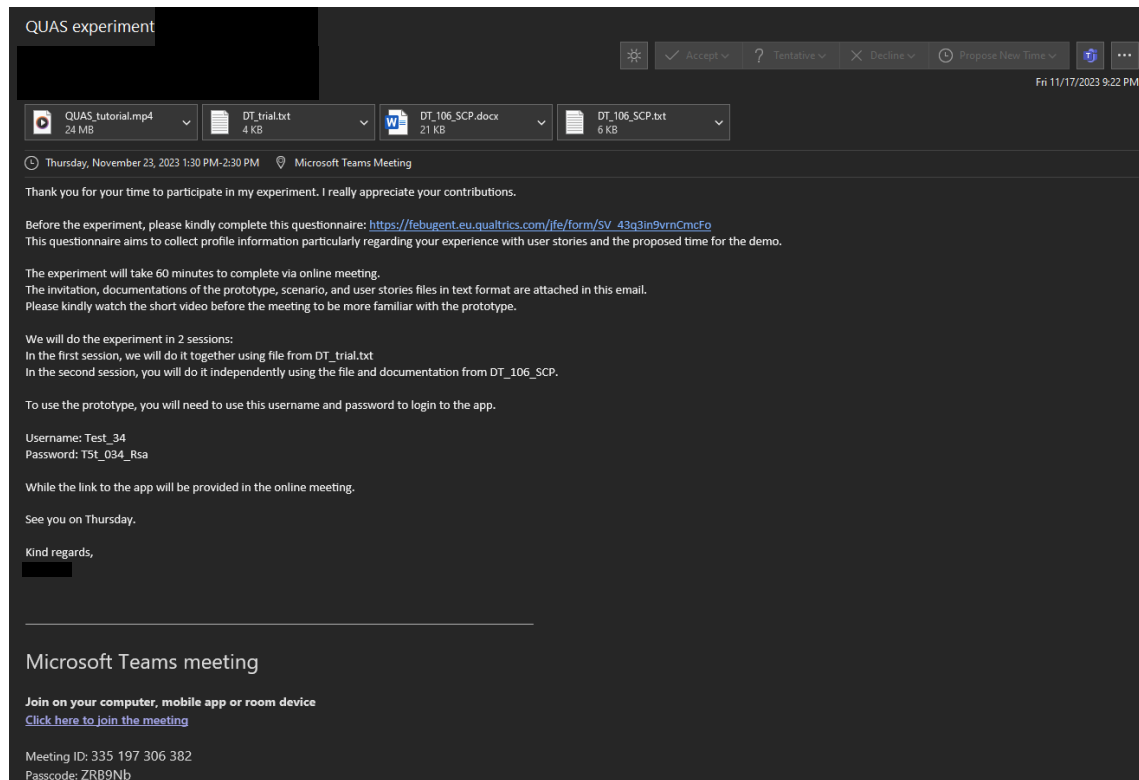 QUAS experiment
Accept
Tentative
Decline
Propose New Time
Fri 11/17/2023 9:22 PM
QUAS_tutorial.mp4
24 MB
DT_trial.txt
4 KB
DT_106_SCP.docx
21 KB
DT_106_SCP.txt
6 KB
Thursday, November 23, 2023 1:30 PM-2:30 PM Microsoft Teams Meeting
Thank you for your time to participate in my experiment. I really appreciate your contributions.
Before the experiment, please kindly complete this questionnaire: https://febugent.eu.qualtrics.com/jfe/form/SV_43q3in9vrnCmcFo
This questionnaire aims to collect profile information particularly regarding your experience with user stories and the proposed time for the demo.
The experiment will take 60 minutes to complete via online meeting.
The invitation, documentations of the prototype, scenario, and user stories files in text format are attached in this email.
Please kindly watch the short video before the meeting to be more familiar with the prototype.
We will do the experiment in 2 sessions:
In the first session, we will do it together using file from DT_trial.txt
In the second session, you will do it independently using the file and documentation from DT_106_SCP.
To use the prototype, you will need to use this username and password to login to the app.
Username: Test_34
Password: T5t_034_Rsa
While the link to the app will be provided in the online meeting.
See you on Thursday.
Kind regards,
Microsoft Teams meeting
Join on your computer, mobile app or room device
Click here to join the meeting
Meeting ID: 335 197 306 382
Passcode: ZRB9Nb